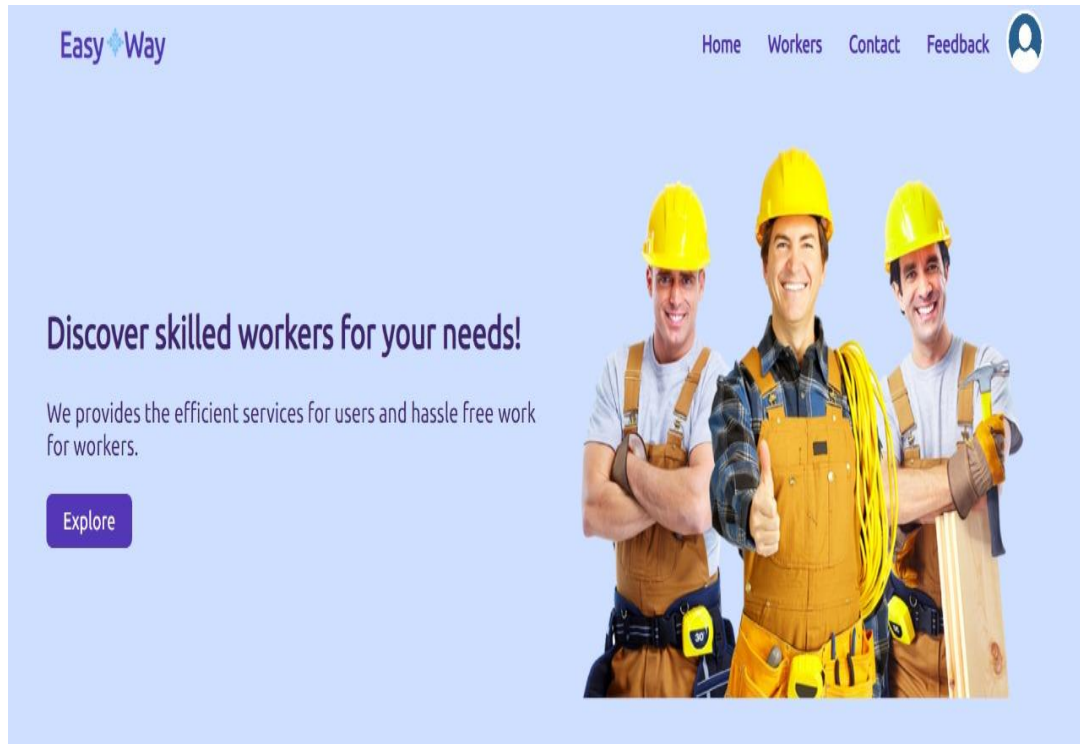 Easy Way
Home Workers Contact Feedback
Discover skilled workers for your needs!
We provides the efficient services for users and hassle free work
for workers.
Explore
30'